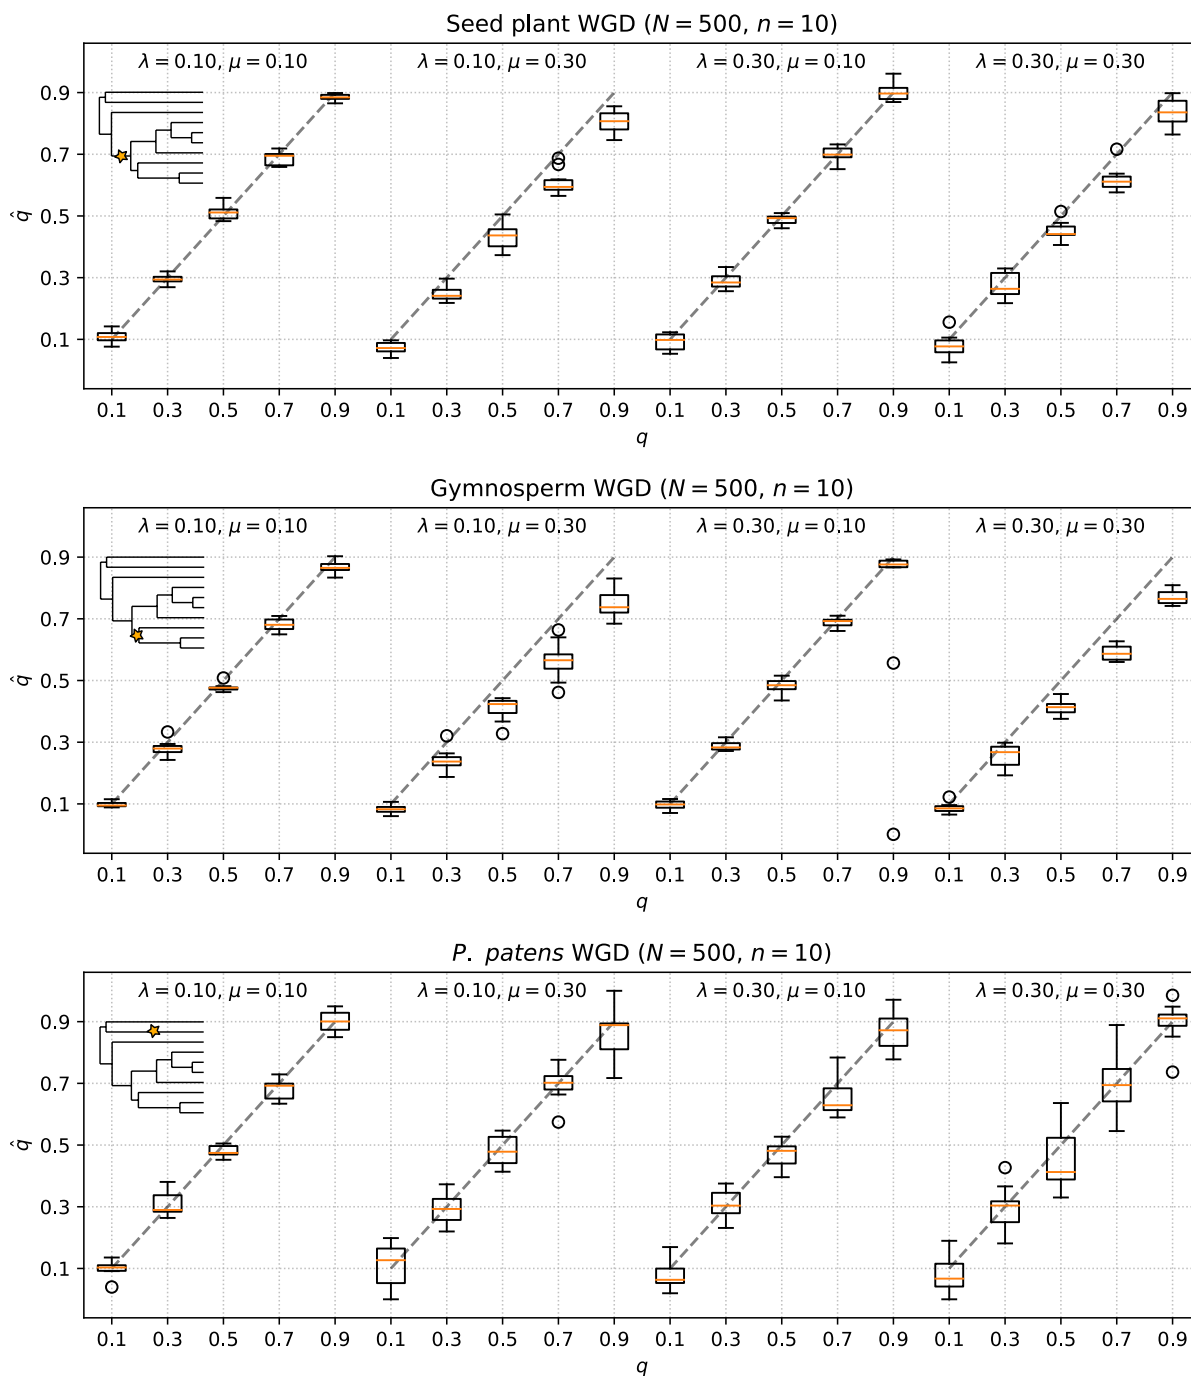 Seed plant WGD (N = 500, n = 10)
λ = 0.10, μ = 0.10 λ = 0.10, μ = 0.30 λ = 0.30, μ = 0.10 λ = 0.30, μ = 0.30
0.9
0.7
0.5
0.3
0.1
q̂
0.1 0.3 0.5 0.7 0.9 0.1 0.3 0.5 0.7 0.9 0.1 0.3 0.5 0.7 0.9 0.1 0.3 0.5 0.7 0.9
q
Gymnosperm WGD (N = 500, n = 10)
λ = 0.10, μ = 0.10 λ = 0.10, μ = 0.30 λ = 0.30, μ = 0.10 λ = 0.30, μ = 0.30
0.9
0.7
0.5
0.3
0.1
q̂
0.1 0.3 0.5 0.7 0.9 0.1 0.3 0.5 0.7 0.9 0.1 0.3 0.5 0.7 0.9 0.1 0.3 0.5 0.7 0.9
q
P. patens WGD (N = 500, n = 10)
λ = 0.10, μ = 0.10 λ = 0.10, μ = 0.30 λ = 0.30, μ = 0.10 λ = 0.30, μ = 0.30
0.9
0.7
0.5
0.3
0.1
q̂
0.1 0.3 0.5 0.7 0.9 0.1 0.3 0.5 0.7 0.9 0.1 0.3 0.5 0.7 0.9 0.1 0.3 0.5 0.7 0.9
q